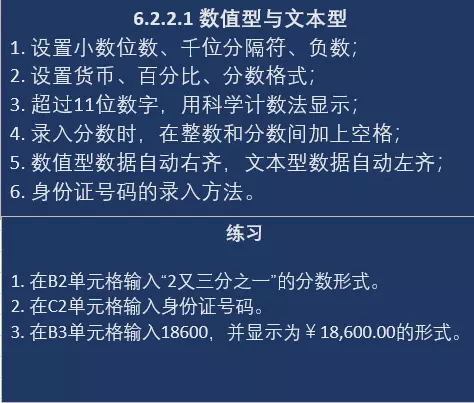 6.2.2.1 数值型与文本型
1. 设置小数位数、千位分隔符、负数；
2. 设置货币、百分比、分数格式；
3. 超过11位数字，用科学计数法显示；
4. 录入分数时，在整数和分数间加上空格；
5. 数值型数据自动右齐，文本型数据自动左齐；
6. 身份证号码的录入方法。
练习
1. 在B2单元格输入“2又三分之一”的分数形式。
2. 在C2单元格输入身份证号码。
3. 在B3单元格输入18600，并显示为￥18,600.00的形式。